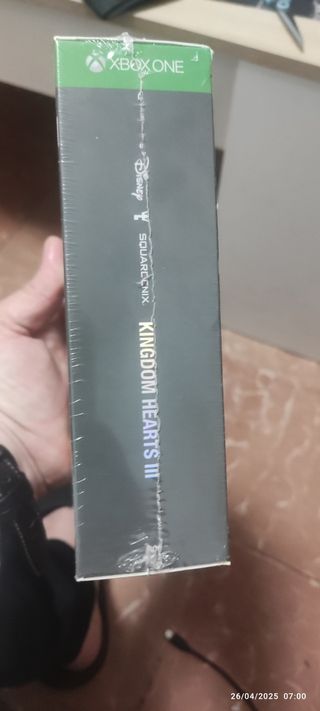 XBOX ONE
Disney
SQUARE ENIX
KINGDOM HEARTS III
26/04/2025 07:00